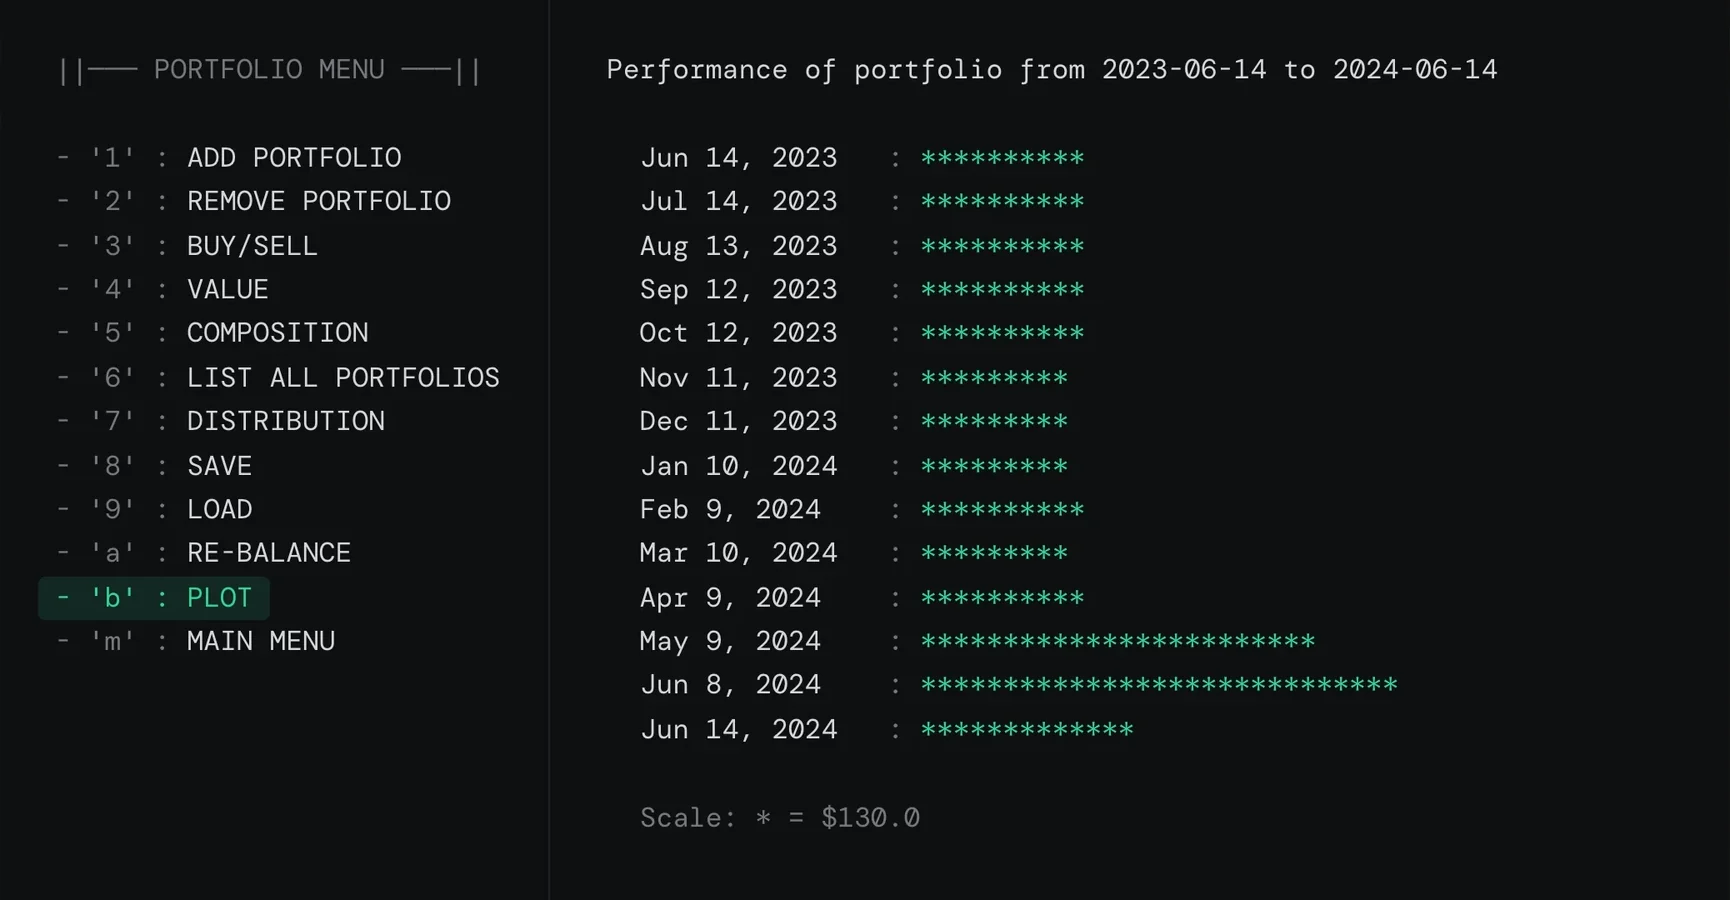 ||—— PORTFOLIO MENU ——||
- '1' : ADD PORTFOLIO
- '2' : REMOVE PORTFOLIO
- '3' : BUY/SELL
- '4' : VALUE
- '5' : COMPOSITION
- '6' : LIST ALL PORTFOLIOS
- '7' : DISTRIBUTION
- '8' : SAVE
- '9' : LOAD
- 'a' : RE-BALANCE
- 'b' : PLOT
- 'm' : MAIN MENU
Performance of portfolio from 2023-06-14 to 2024-06-14
Jun 14, 2023 : **********
Jul 14, 2023 : **********
Aug 13, 2023 : **********
Sep 12, 2023 : **********
Oct 12, 2023 : **********
Nov 11, 2023 : *********
Dec 11, 2023 : *********
Jan 10, 2024 : *********
Feb 9, 2024 : **********
Mar 10, 2024 : *********
Apr 9, 2024 : **********
May 9, 2024 : ************************
Jun 8, 2024 : *****************************
Jun 14, 2024 : *************
Scale: * = $130.0